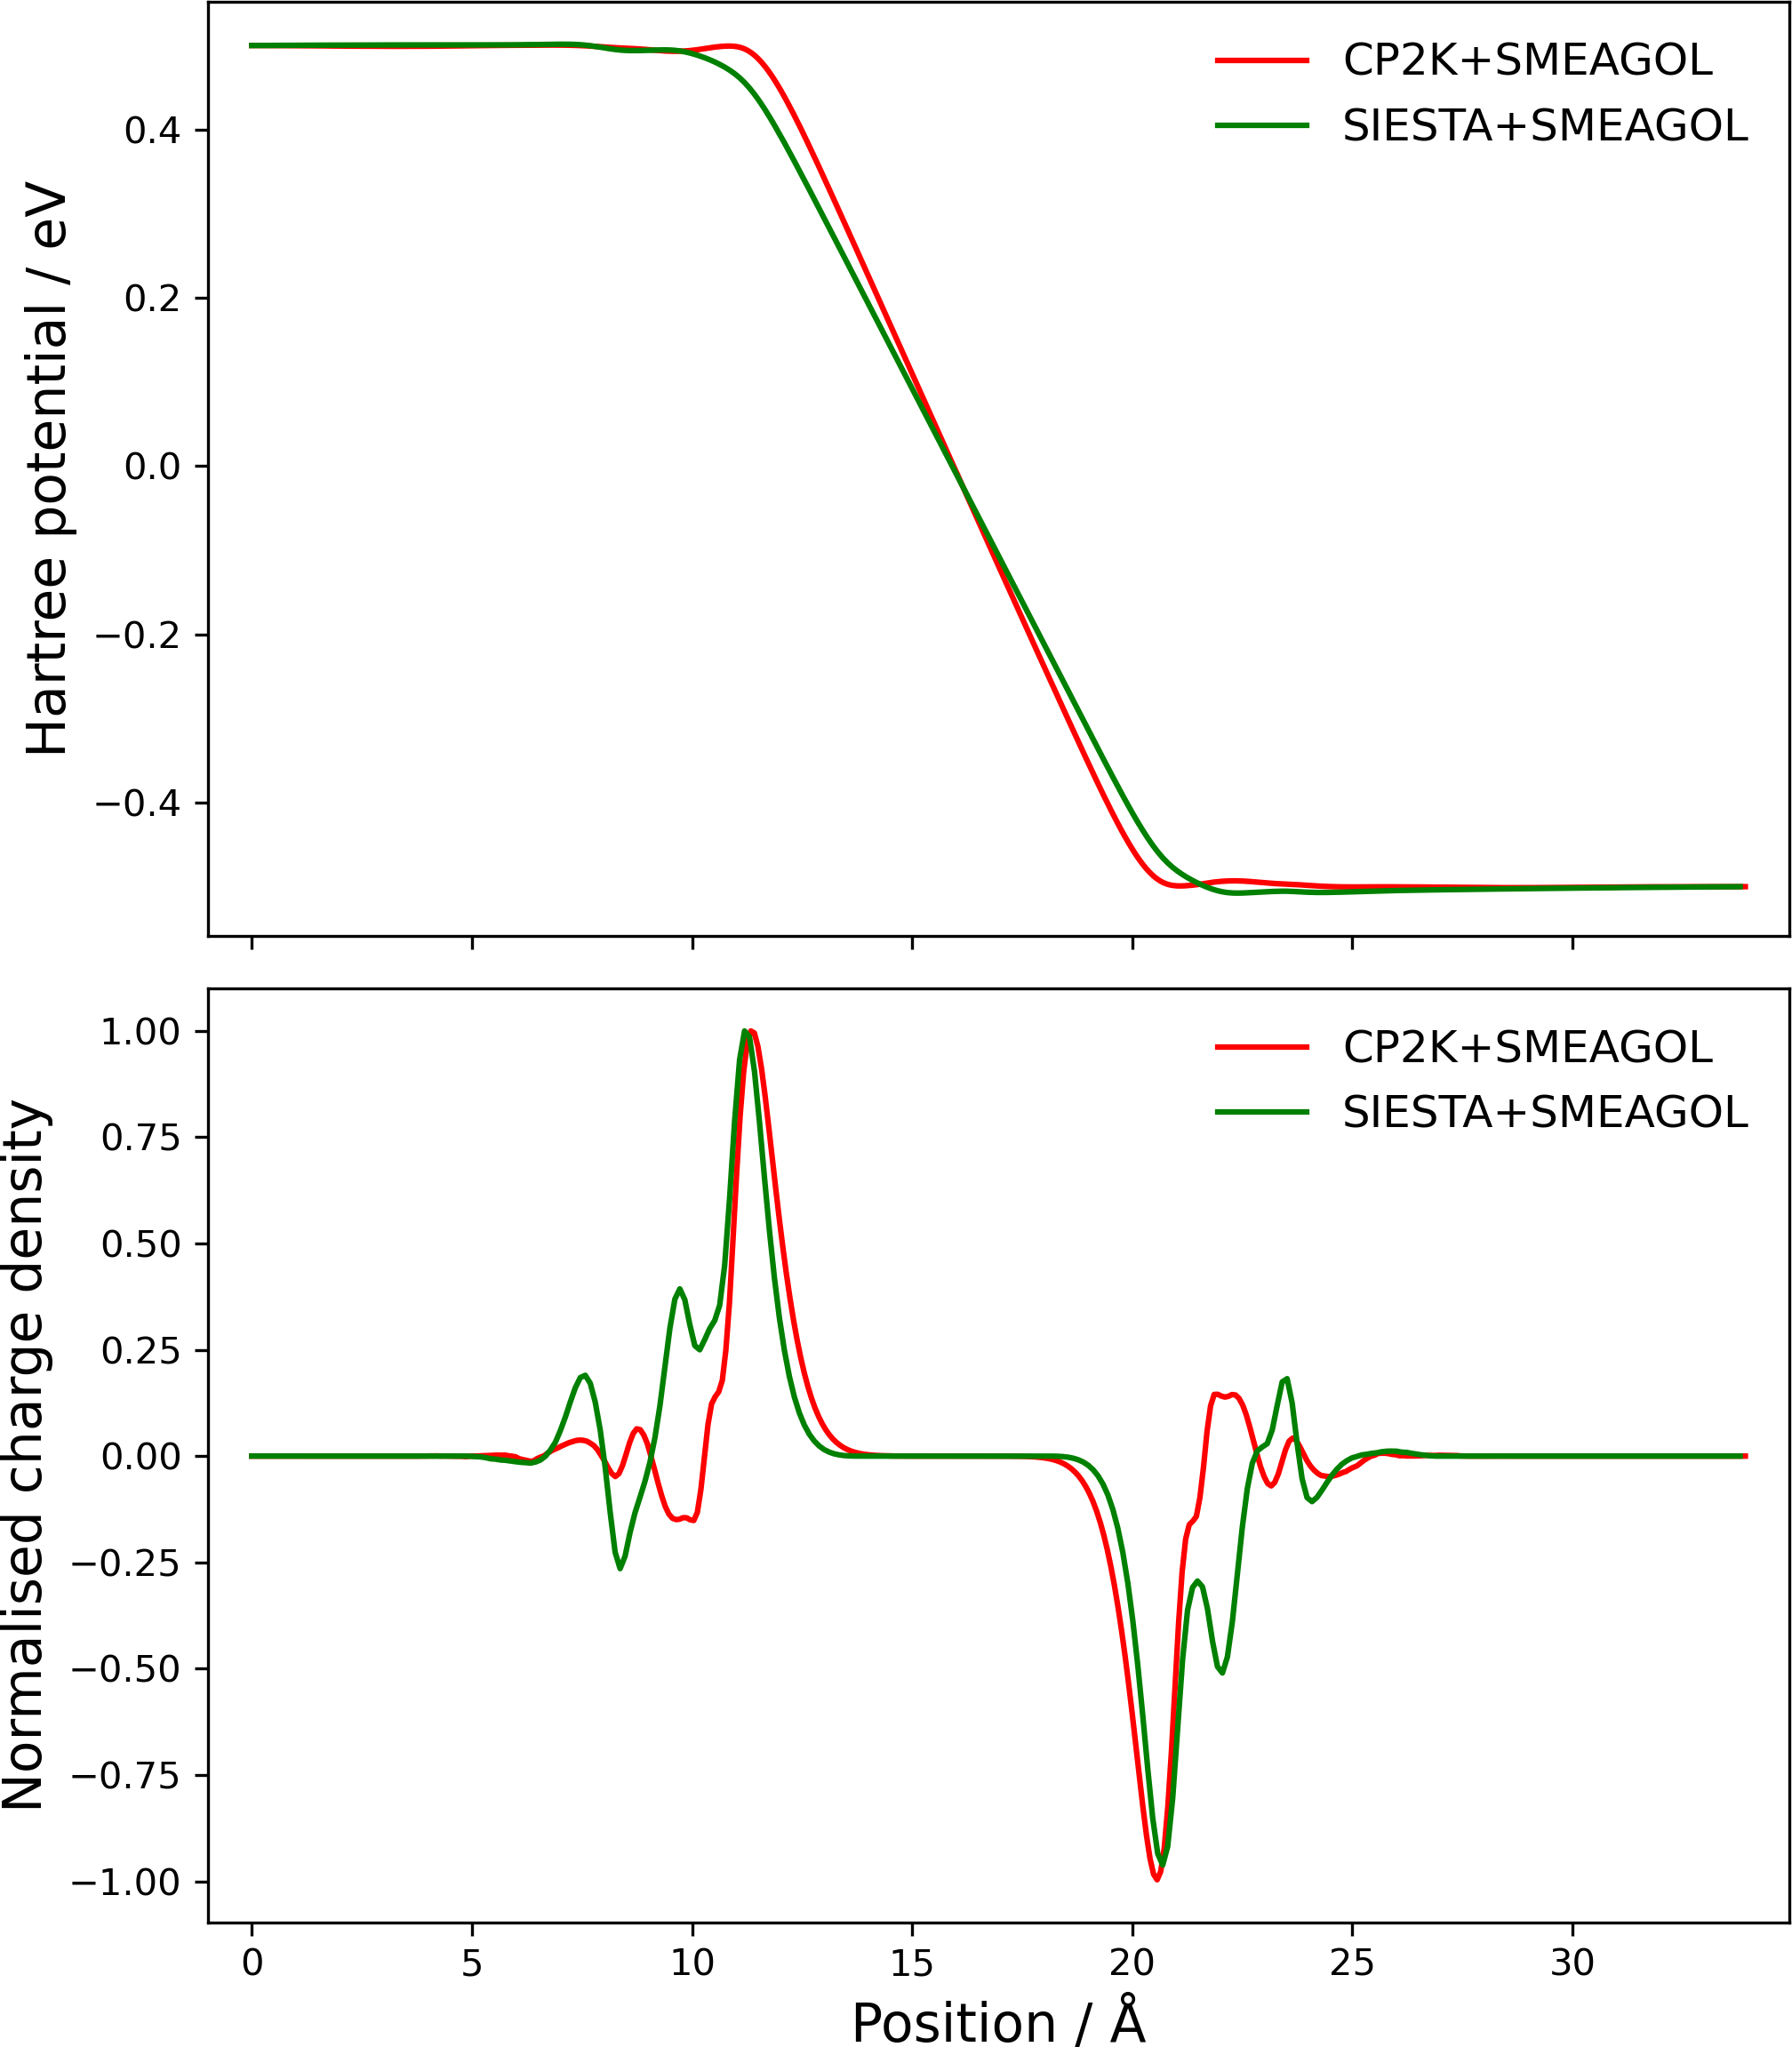 Hartree potential / eV
0.4
0.2
0.0
−0.2
−0.4
CP2K+SMEAGOL
SIESTA+SMEAGOL
Normalised charge density
1.00
0.75
0.50
0.25
0.00
−0.25
−0.50
−0.75
−1.00
CP2K+SMEAGOL
SIESTA+SMEAGOL
0 5 10 15 20 25 30
Position / Å